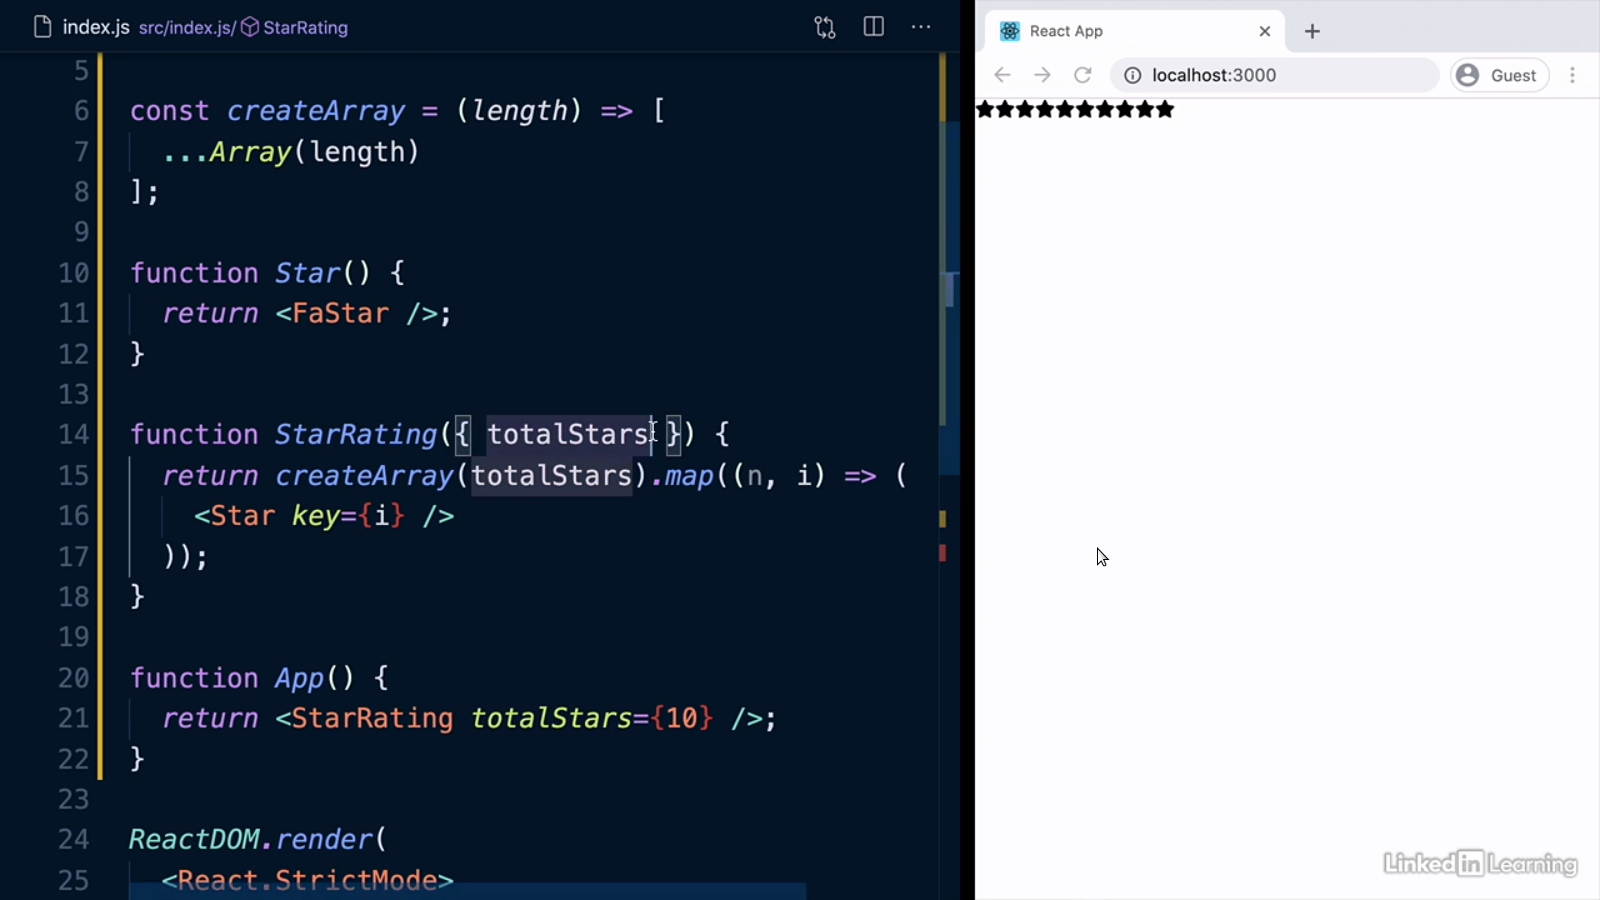 index.js src/index.js/ StarRating
5
6 const createArray = (length) => [
7 ...Array(length)
8 ];
9
10 function Star() {
11 return <FaStar />;
12 }
13
14 function StarRating({ totalStars }) {
15 return createArray(totalStars).map((n, i) => (
16 <Star key={i} />
17 ));
18 }
19
20 function App() {
21 return <StarRating totalStars={10} />;
22 }
23
24 ReactDOM.render(
25 <React.StrictMode>
React App
localhost:3000
Guest
LinkedIn Learning